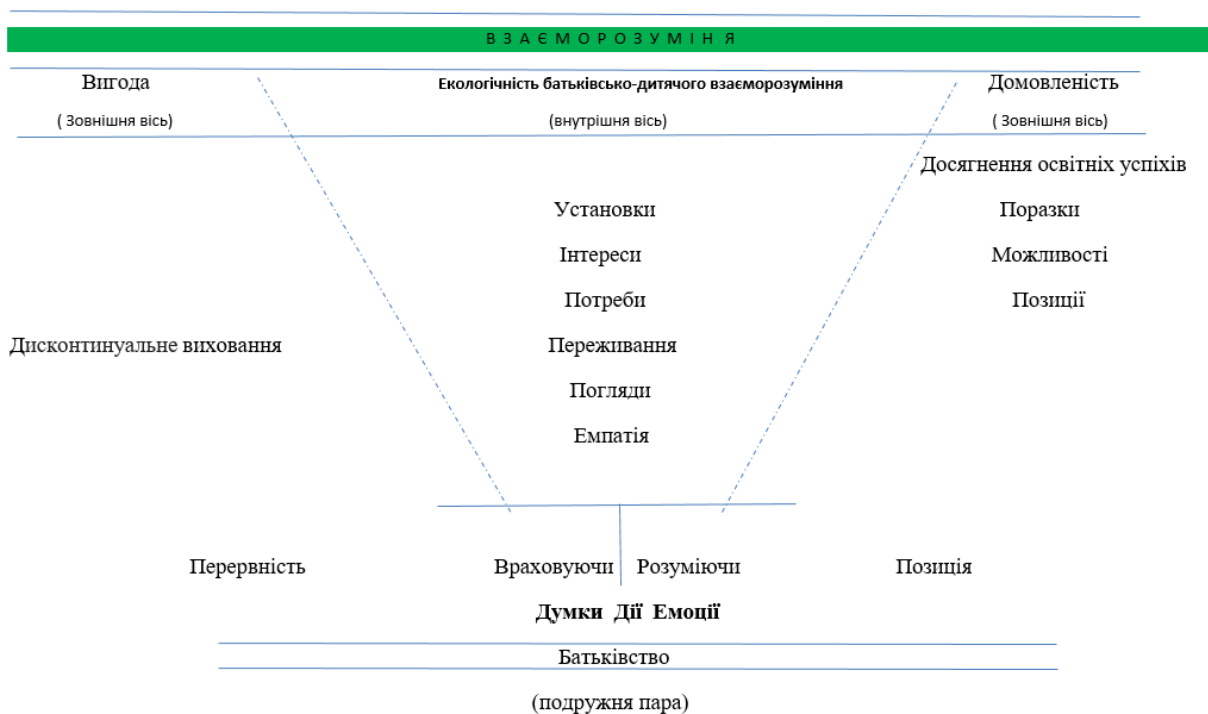 В З А Є М О Р О З У М І Н Я
Вигода Екологічність батьківсько-дитячого взаєморозуміння Домовленість
( Зовнішня вісь) (внутрішня вісь) ( Зовнішня вісь)
Досягнення освітніх успіхів
Установки Поразки
Інтереси Можливості
Потреби Позиції
Дисконтинуальне виховання Переживання
Погляди
Емпатія
Перервність Враховуючи Розуміючи Позиція
Думки Дії Емоції
Батьківство
(подружня пара)